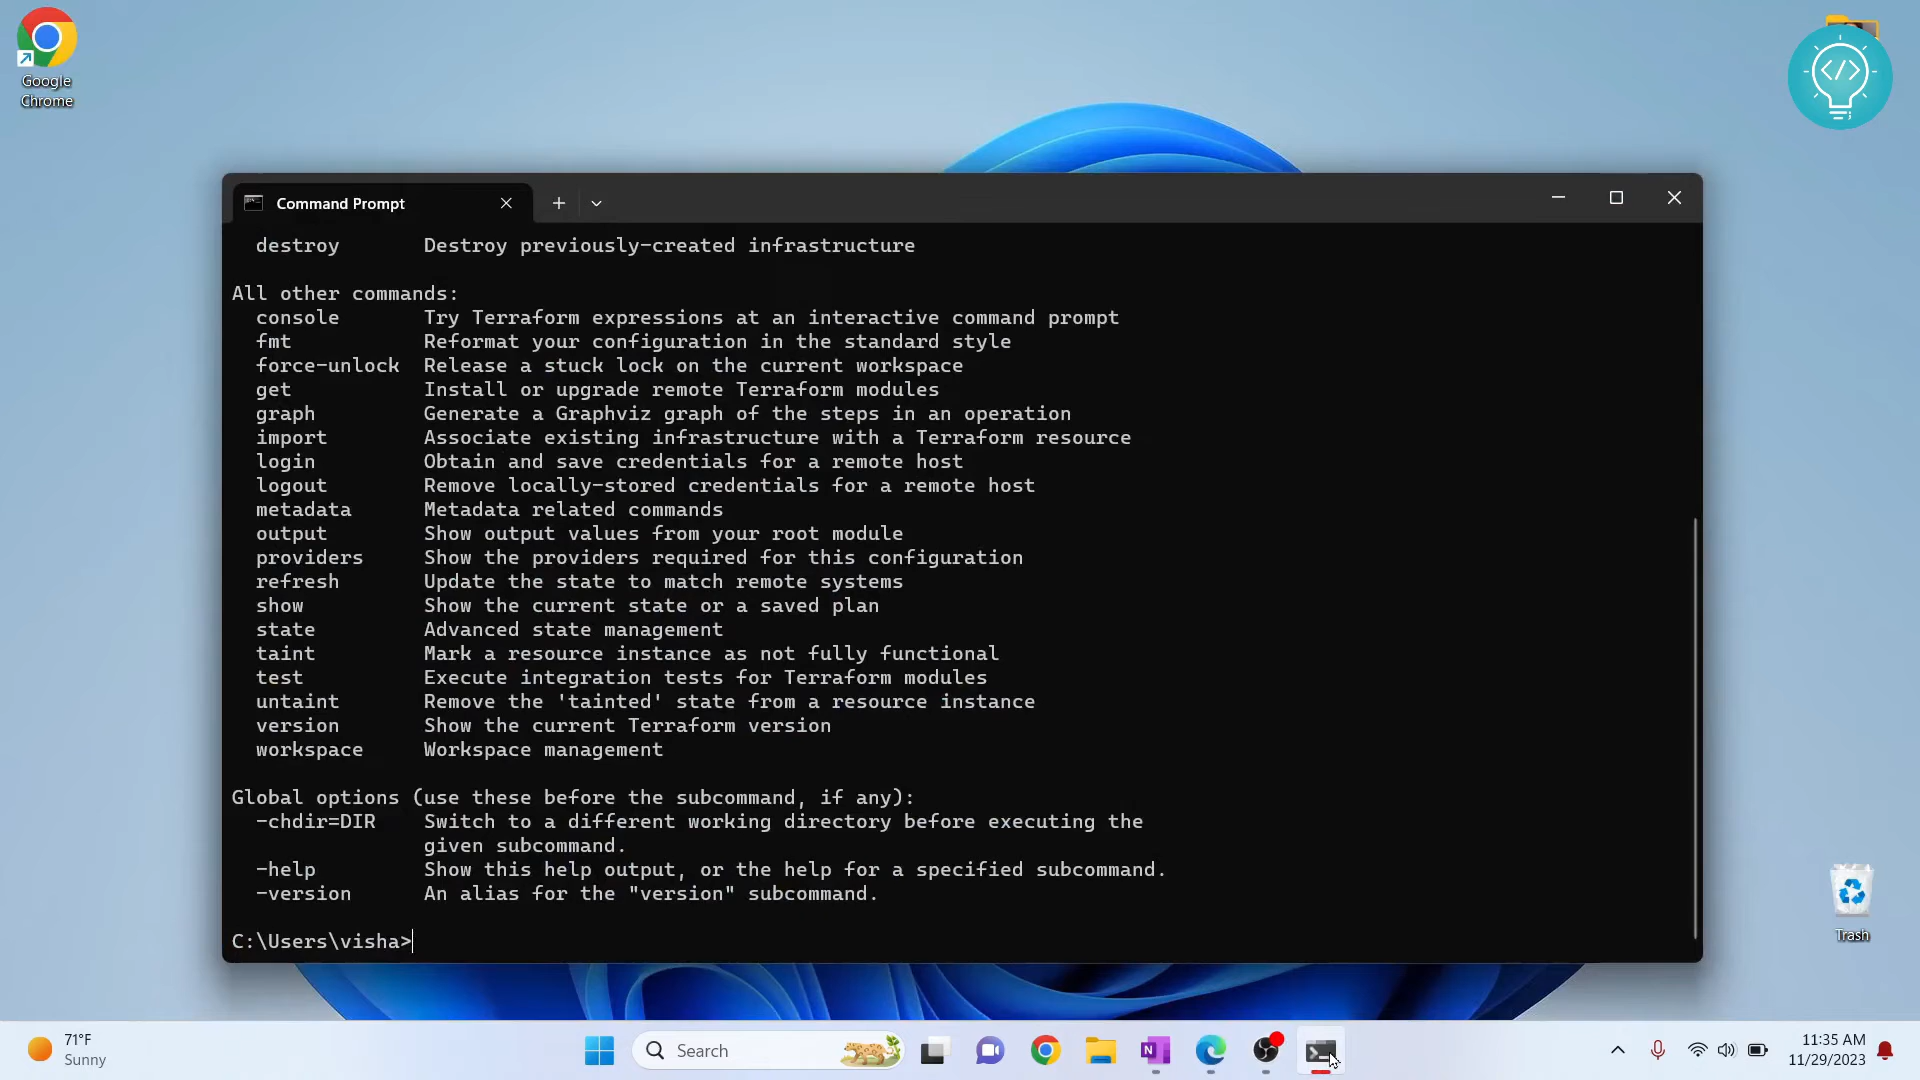 Google
Chrome
Command Prompt
destroy Destroy previously-created infrastructure
All other commands:
console Try Terraform expressions at an interactive command prompt
fmt Reformat your configuration in the standard style
force-unlock Release a stuck lock on the current workspace
get Install or upgrade remote Terraform modules
graph Generate a Graphviz graph of the steps in an operation
import Associate existing infrastructure with a Terraform resource
login Obtain and save credentials for a remote host
logout Remove locally-stored credentials for a remote host
metadata Metadata related commands
output Show output values from your root module
providers Show the providers required for this configuration
refresh Update the state to match remote systems
show Show the current state or a saved plan
state Advanced state management
taint Mark a resource instance as not fully functional
test Execute integration tests for Terraform modules
untaint Remove the 'tainted' state from a resource instance
version Show the current Terraform version
workspace Workspace management
Global options (use these before the subcommand, if any):
-chdir=DIR Switch to a different working directory before executing the
given subcommand.
-help Show this help output, or the help for a specified subcommand.
-version An alias for the "version" subcommand.
C:\Users\visha>
Trash
71°F
Sunny
Search
N
11:35 AM
11/29/2023